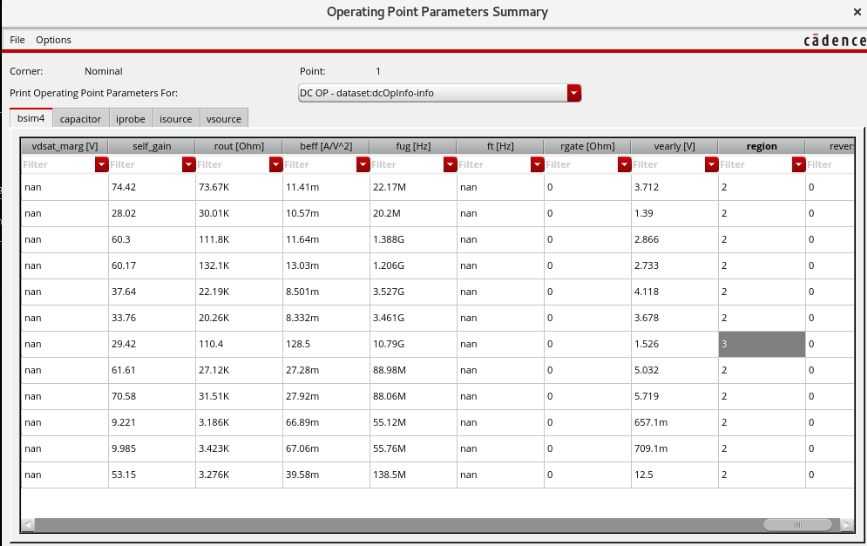 Operating Point Parameters Summary ×
File Options cādence
Corner: Nominal Point: 1
Print Operating Point Parameters For: DC OP - dataset:dcOpInfo-info
bsim4 capacitor iprobe isource vsource
vdsat_marg [V] self_gain rout [Ohm] beff [A/V^2] fug [Hz] ft [Hz] rgate [Ohm] vearly [V] region rever
Filter Filter Filter Filter Filter Filter Filter Filter Filter Filter
nan 74.42 73.67K 11.41m 22.17M nan 0 3.712 2 0
nan 28.02 30.01K 10.57m 20.2M nan 0 1.39 2 0
nan 60.3 111.8K 11.64m 1.388G nan 0 2.866 2 0
nan 60.17 132.1K 13.03m 1.206G nan 0 2.733 2 0
nan 37.64 22.19K 8.501m 3.527G nan 0 4.118 2 0
nan 33.76 20.26K 8.332m 3.461G nan 0 3.678 2 0
nan 29.42 110.4 128.5 10.79G nan 0 1.526 3 0
nan 61.61 27.12K 27.28m 88.98M nan 0 5.032 2 0
nan 70.58 31.51K 27.92m 88.06M nan 0 5.719 2 0
nan 9.221 3.186K 66.89m 55.12M nan 0 657.1m 2 0
nan 9.985 3.423K 67.06m 55.76M nan 0 709.1m 2 0
nan 53.15 3.276K 39.58m 138.5M nan 0 12.5 2 0